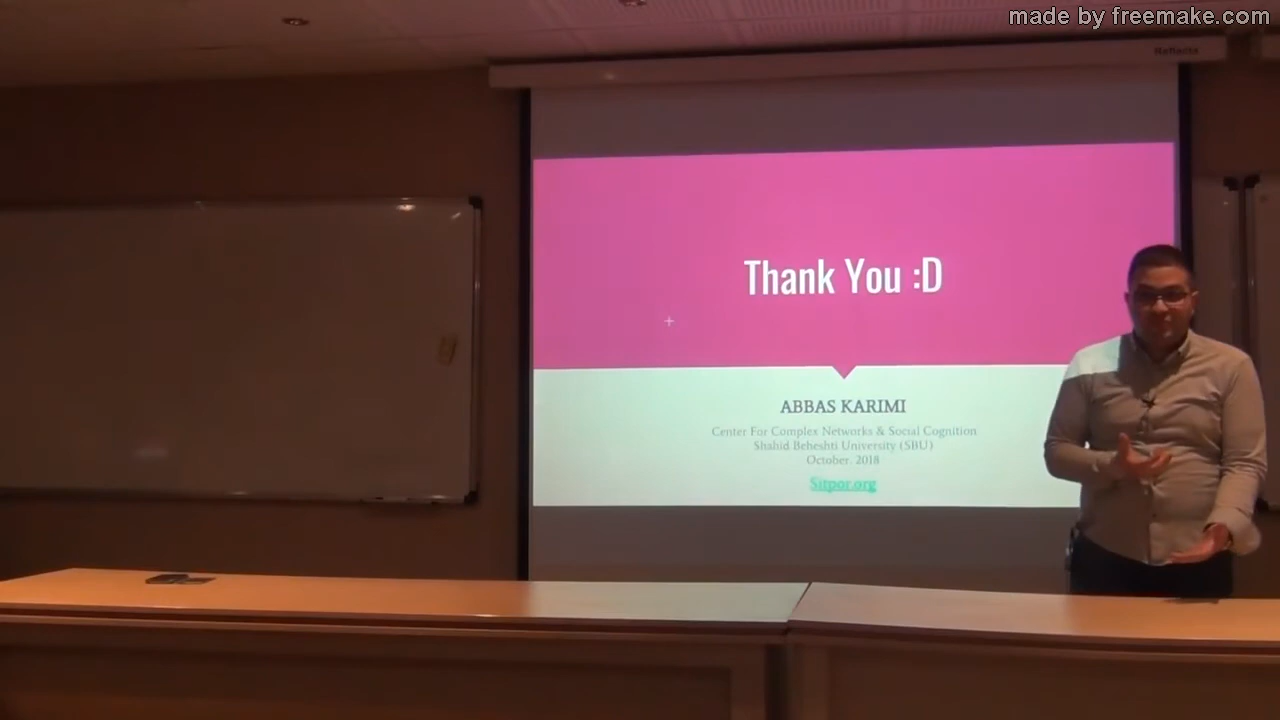 made by freemake.com
Reflecta
Thank You :D
ABBAS KARIMI
Center For Complex Networks & Social Cognition
Shahid Beheshti University (SBU)
October. 2018
Sitpor.org